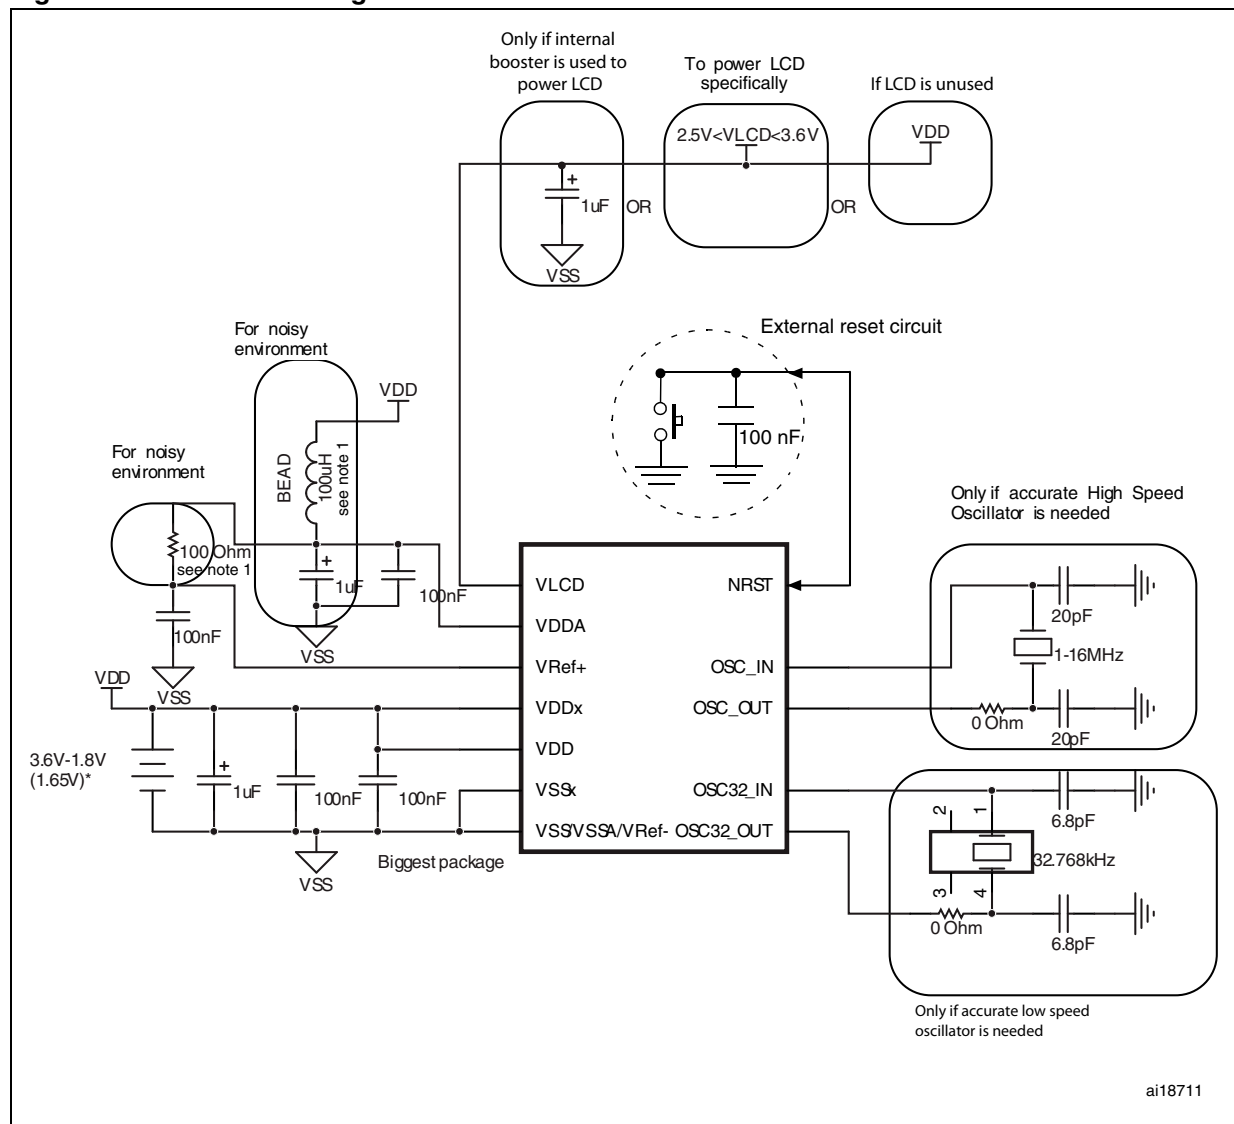 Only if internal
booster is used to
power LCD
To power LCD
specifically
If LCD is unused
2.5V<VLCD<3.6V
VDD
+
1uF
OR
OR
VSS
External reset circuit
For noisy
environment
VDD
100 nF
BEAD
100uH
see note 1
For noisy
environment
Only if accurate High Speed
Oscillator is needed
100 Ohm
see note 1
+
1uF
100nF
100nF
VSS
VSS
VLCD
VDDA
VRef+
VDDx
VDD
VSSx
VSS/VSSA/VRef-
NRST
OSC_IN
OSC_OUT
OSC32_IN
OSC32_OUT
20pF
1-16MHz
0 Ohm
20pF
VDD
3.6V-1.8V
(1.65V)*
+
1uF
100nF
100nF
VSS
Biggest package
6.8pF
2
1
32.768kHz
3
4
0 Ohm
6.8pF
Only if accurate low speed
oscillator is needed
ai18711